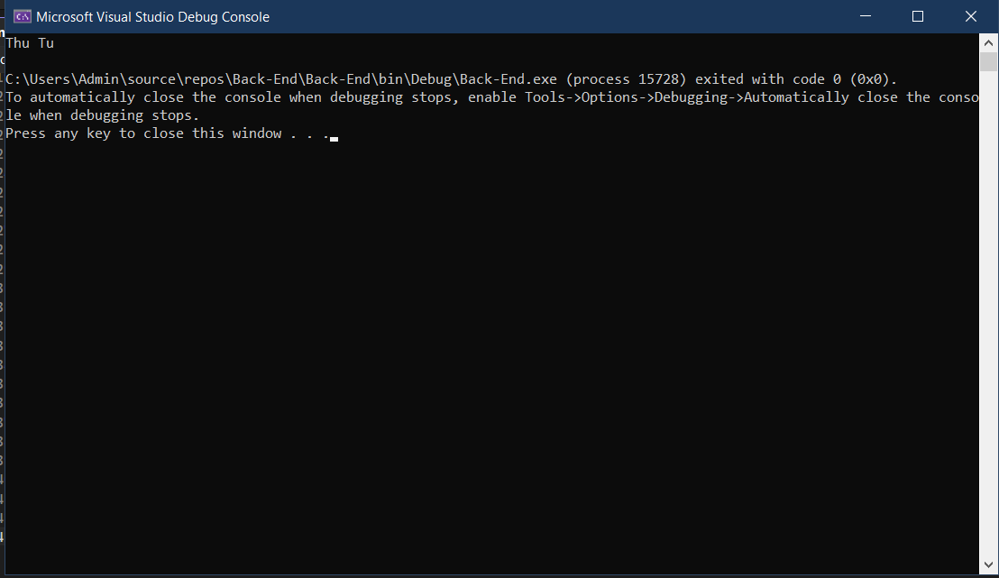 Microsoft Visual Studio Debug Console
Thu Tu
C:\Users\Admin\source\repos\Back-End\Back-End\bin\Debug\Back-End.exe (process 15728) exited with code 0 (0x0).
To automatically close the console when debugging stops, enable Tools->Options->Debugging->Automatically close the conso
le when debugging stops.
Press any key to close this window . . .